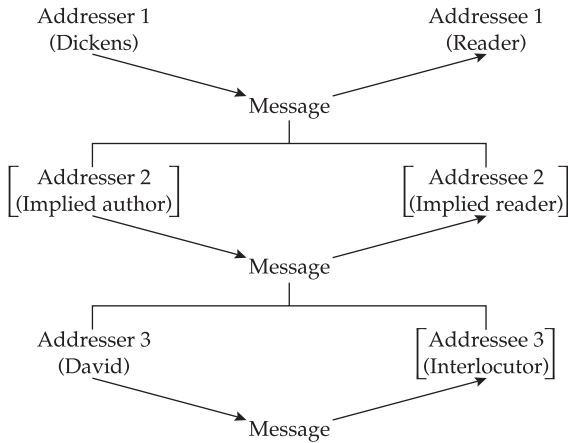 Addresser 1
(Dickens)
Addressee 1
(Reader)
Message
[Addresser 2
(Implied author)]
[Addressee 2
(Implied reader)]
Message
Addresser 3
(David)
[Addressee 3
(Interlocutor)]
Message